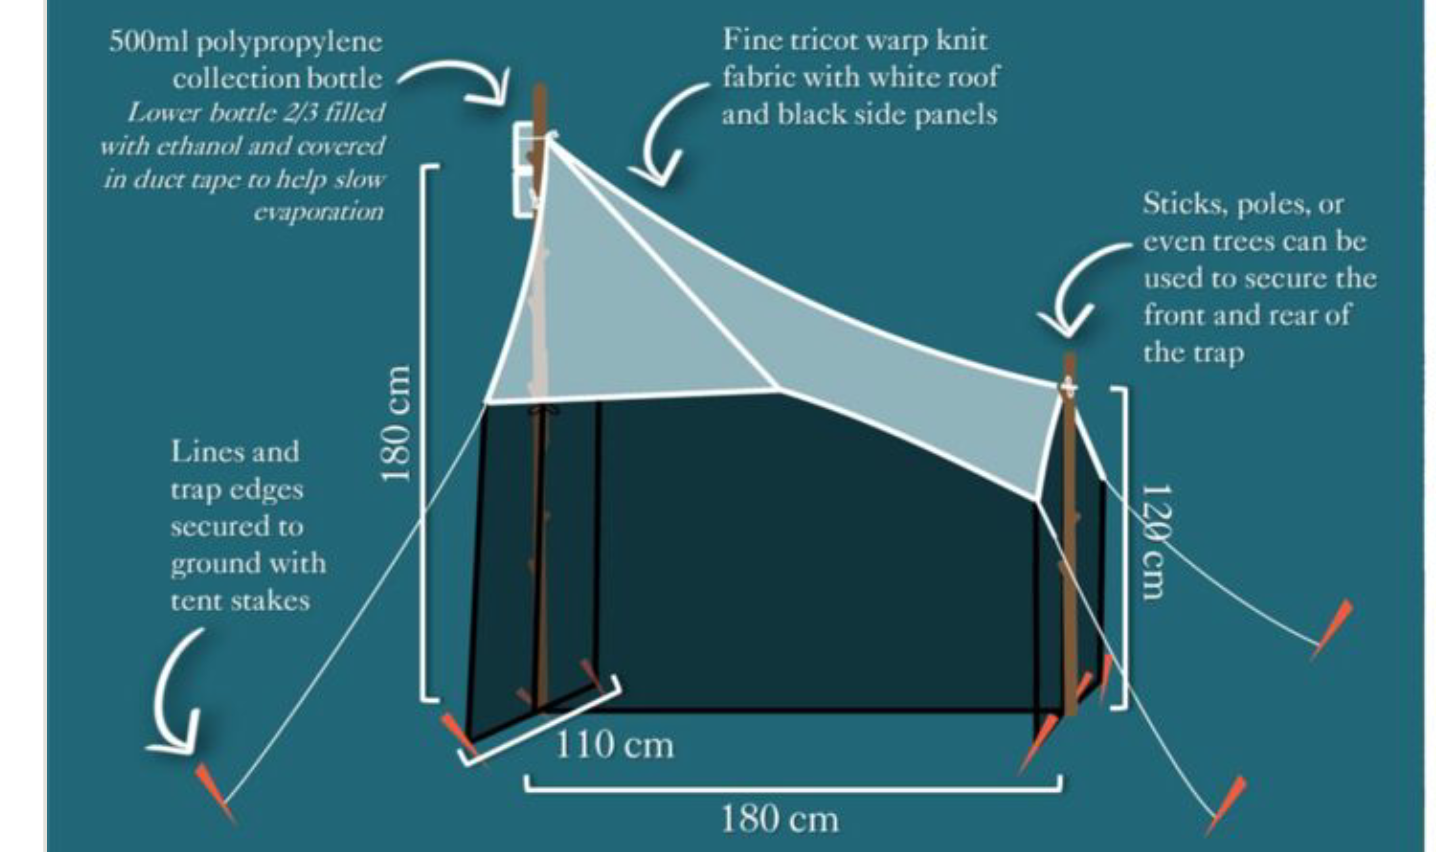 500ml polypropylene
collection bottle
Lower bottle 2/3 filled
with ethanol and covered
in duct tape to help slow
evaporation
Fine tricot warp knit
fabric with white roof
and black side panels
Sticks, poles, or
even trees can be
used to secure the
front and rear of
the trap
180 cm
Lines and
trap edges
secured to
ground with
tent stakes
120 cm
110 cm
180 cm